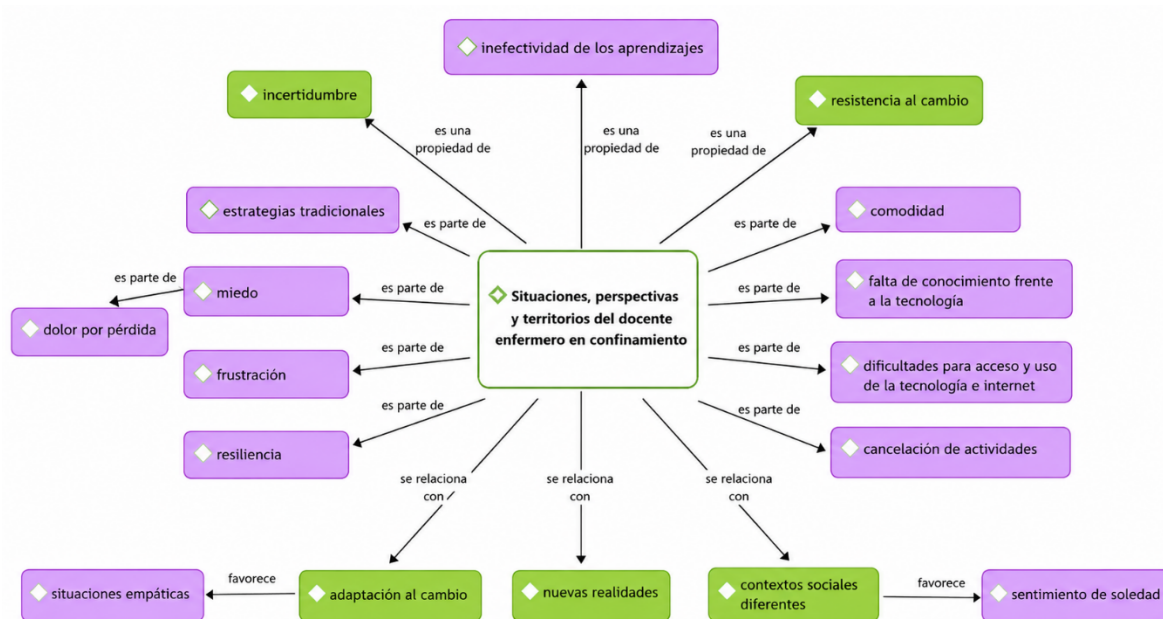 inefectividad de los aprendizajes
incertidumbre
resistencia al cambio
es una
propiedad de
es una
propiedad de
es una
propiedad de
estrategias tradicionales
es parte de
es parte de
comodidad
es parte de
miedo
es parte de
dolor por pérdida
Situaciones, perspectivas
y territorios del docente
enfermero en confinamiento
es parte de
falta de conocimiento frente
a la tecnología
frustración
es parte de
es parte de
dificultades para acceso y uso
de la tecnología e internet
resiliencia
es parte de
es parte de
cancelación de actividades
se relaciona
con
se relaciona
con
se relaciona
con
situaciones empáticas
favorece
adaptación al cambio
nuevas realidades
contextos sociales
diferentes
favorece
sentimiento de soledad